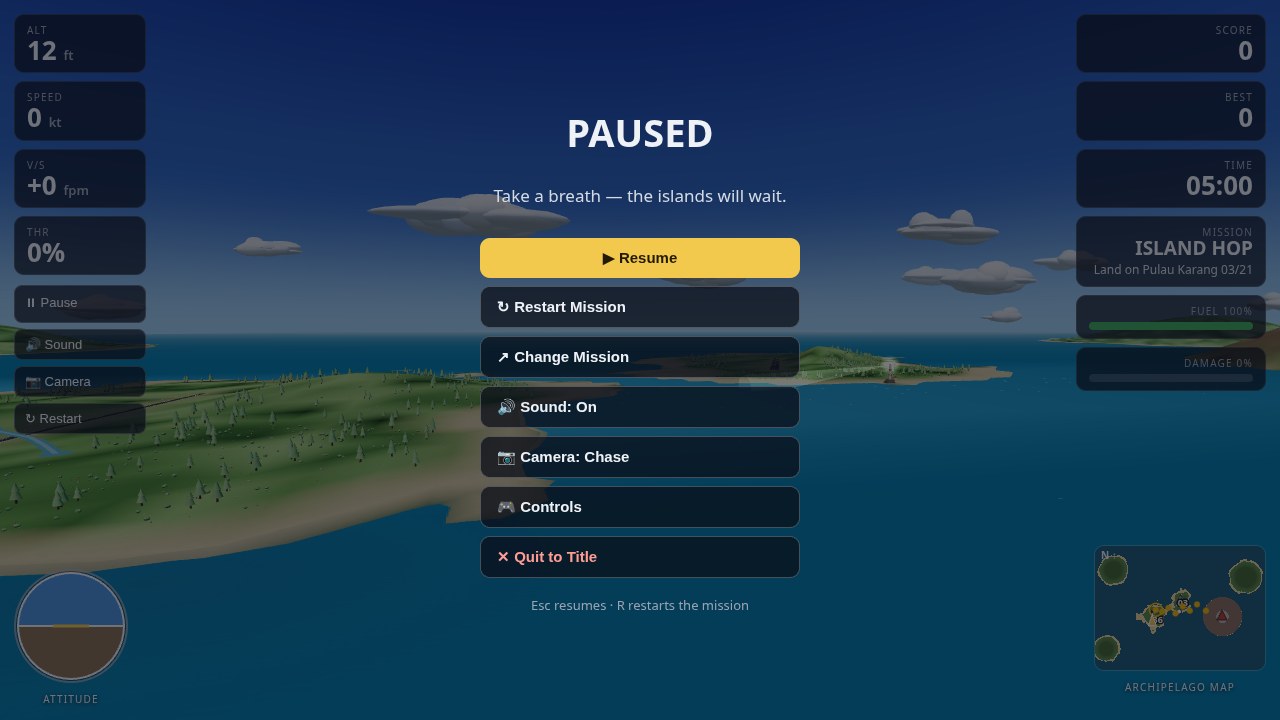 ALT
12 ft
SPEED
0 kt
V/S
+0 fpm
THR
0%
⏸ Pause
🔊 Sound
📷 Camera
↻ Restart
ATTITUDE
PAUSED
Take a breath — the islands will wait.
▶ Resume
↻ Restart Mission
↗ Change Mission
🔊 Sound: On
📷 Camera: Chase
🎮 Controls
✕ Quit to Title
Esc resumes · R restarts the mission
SCORE
0
BEST
0
TIME
05:00
MISSION
ISLAND HOP
Land on Pulau Karang 03/21
FUEL 100%
DAMAGE 0%
N
03
ARCHIPELAGO MAP